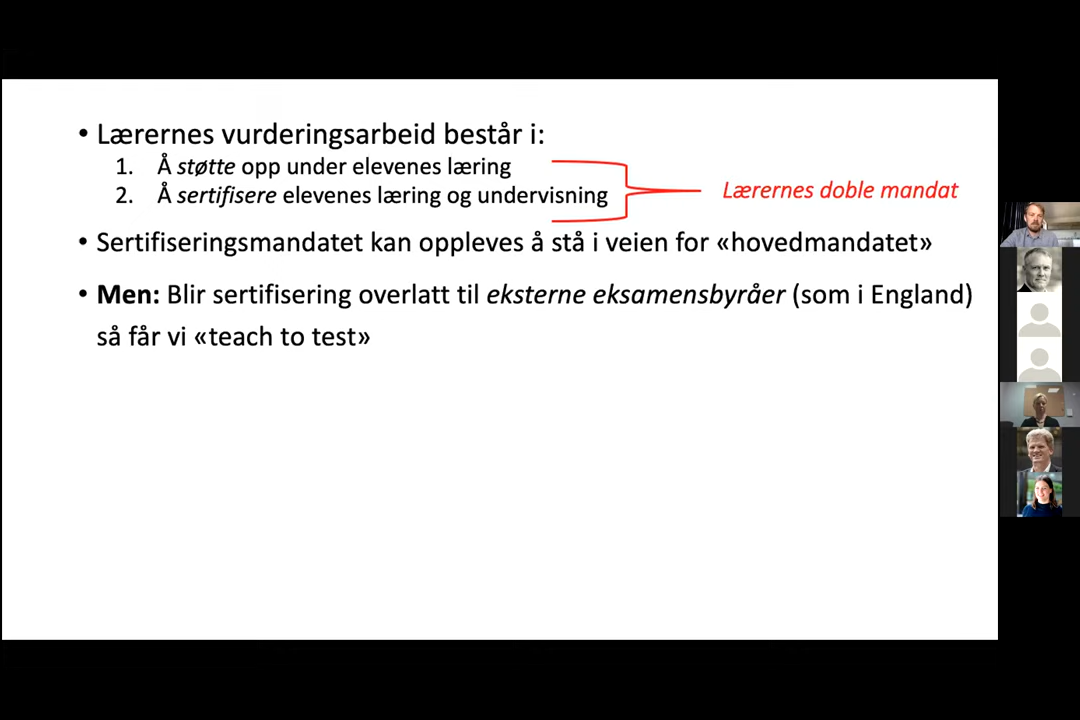 • Lærernes vurderingsarbeid består i:
1. Å støtte opp under elevenes læring
2. Å sertifisere elevenes læring og undervisning
Lærernes doble mandat
• Sertifiseringsmandatet kan oppleves å stå i veien for «hovedmandatet»
• Men: Blir sertifisering overlatt til eksterne eksamensbyråer (som i England)
så får vi «teach to test»